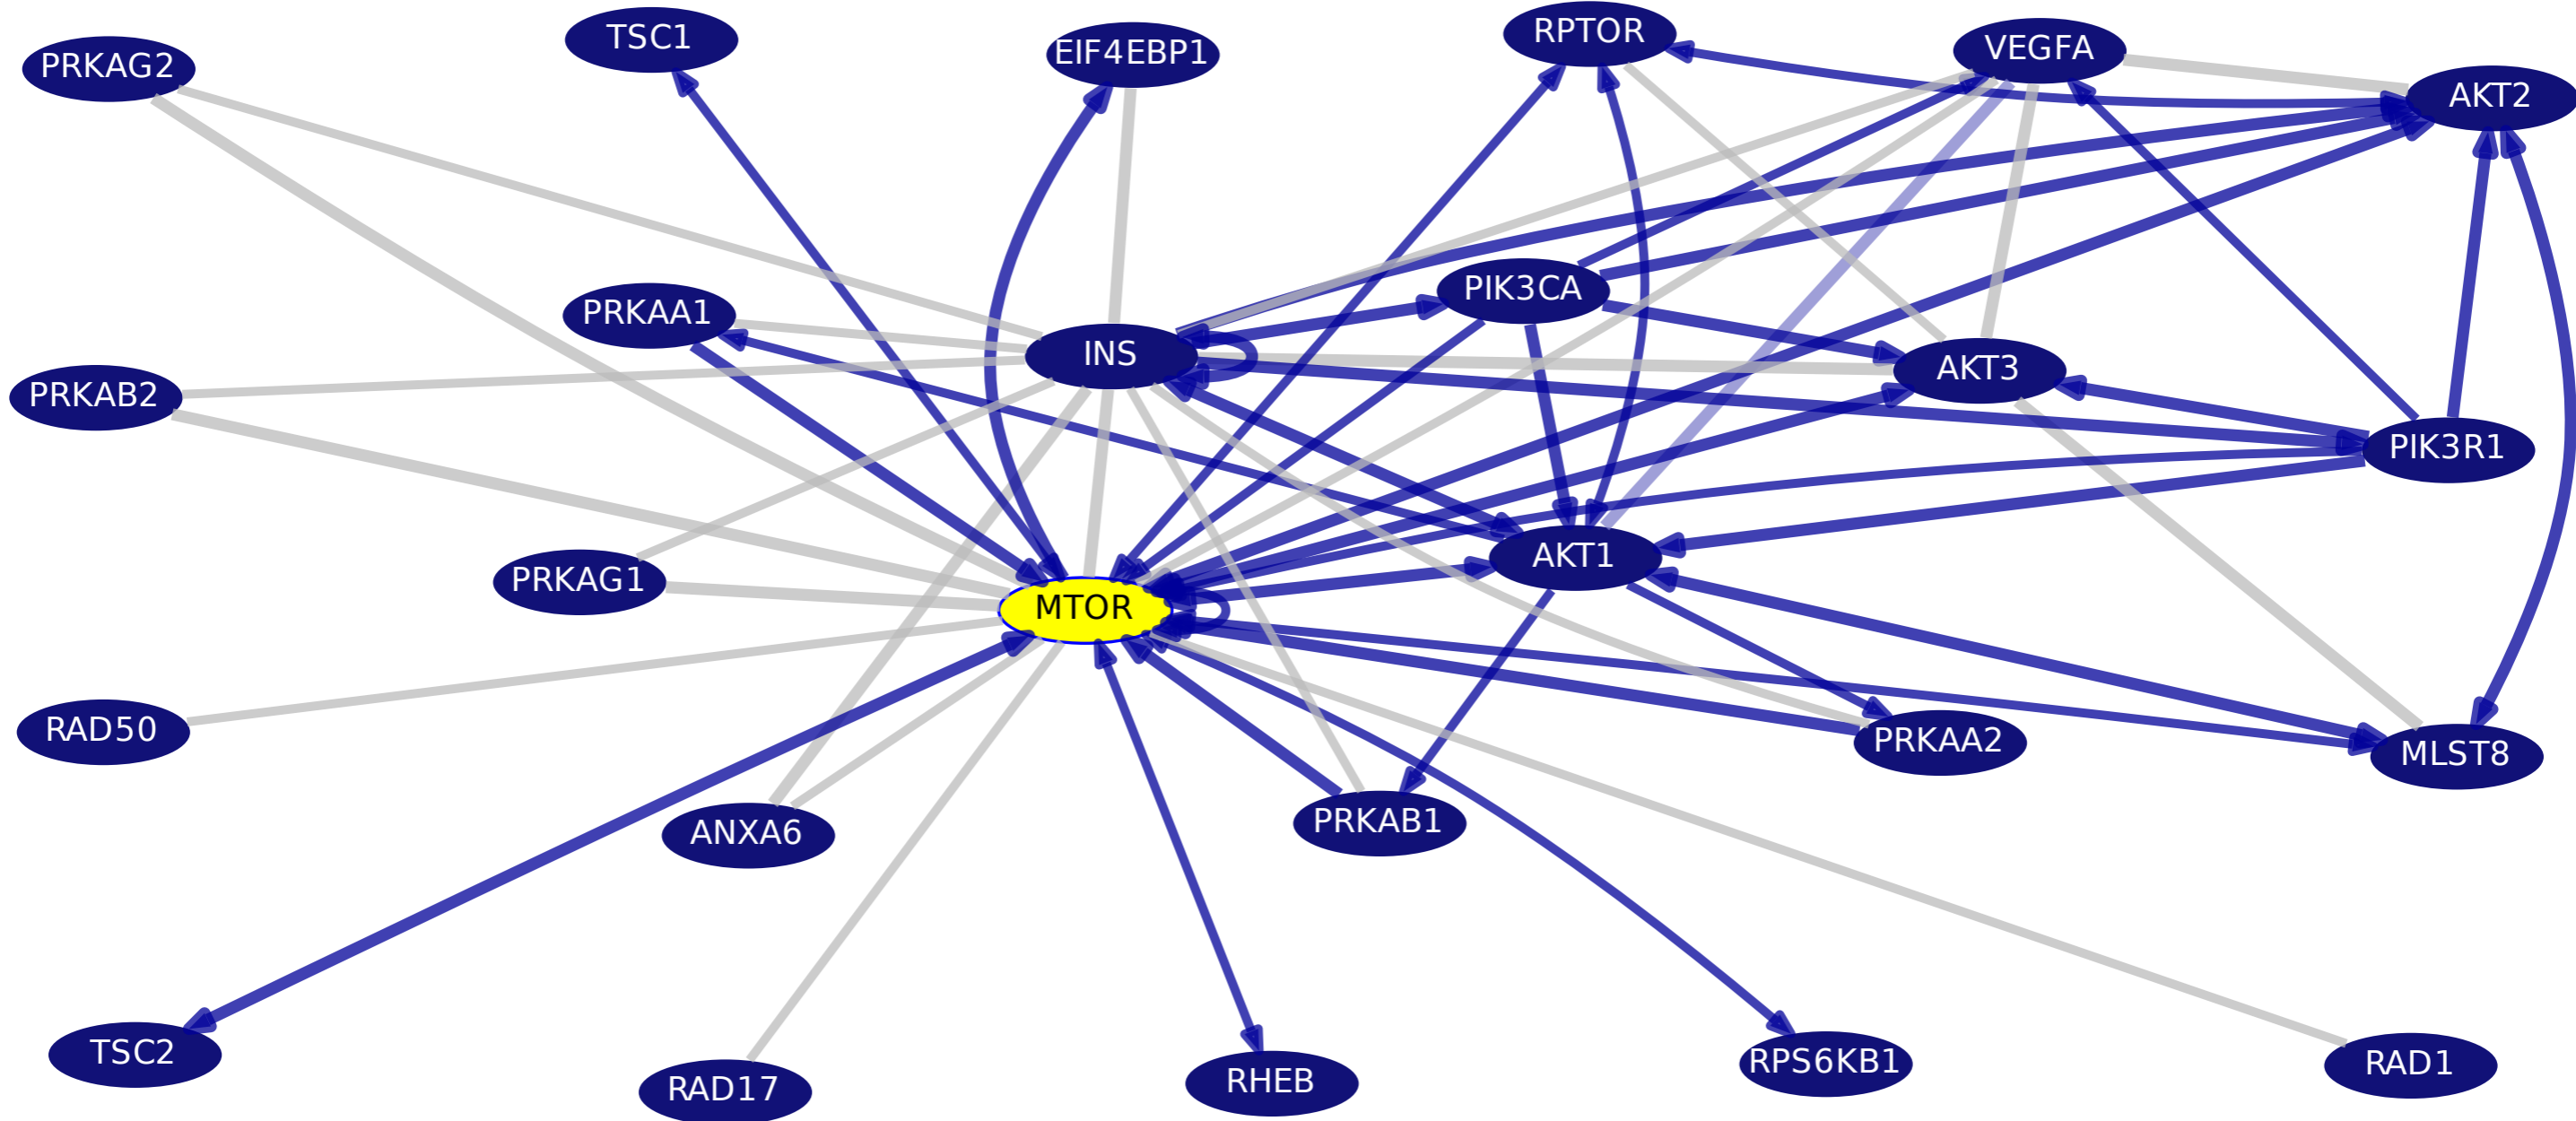 RPTOR
TSC1
VEGFA
EIF4EBP1
PRKAG2
AKT2
PIK3CA
PRKAA1
INS
AKT3
PRKAB2
PIK3R1
AKT1
PRKAG1
MTOR
RAD50
PRKAA2
MLST8
PRKAB1
ANXA6
TSC2
RPS6KB1
RAD1
RHEB
RAD17